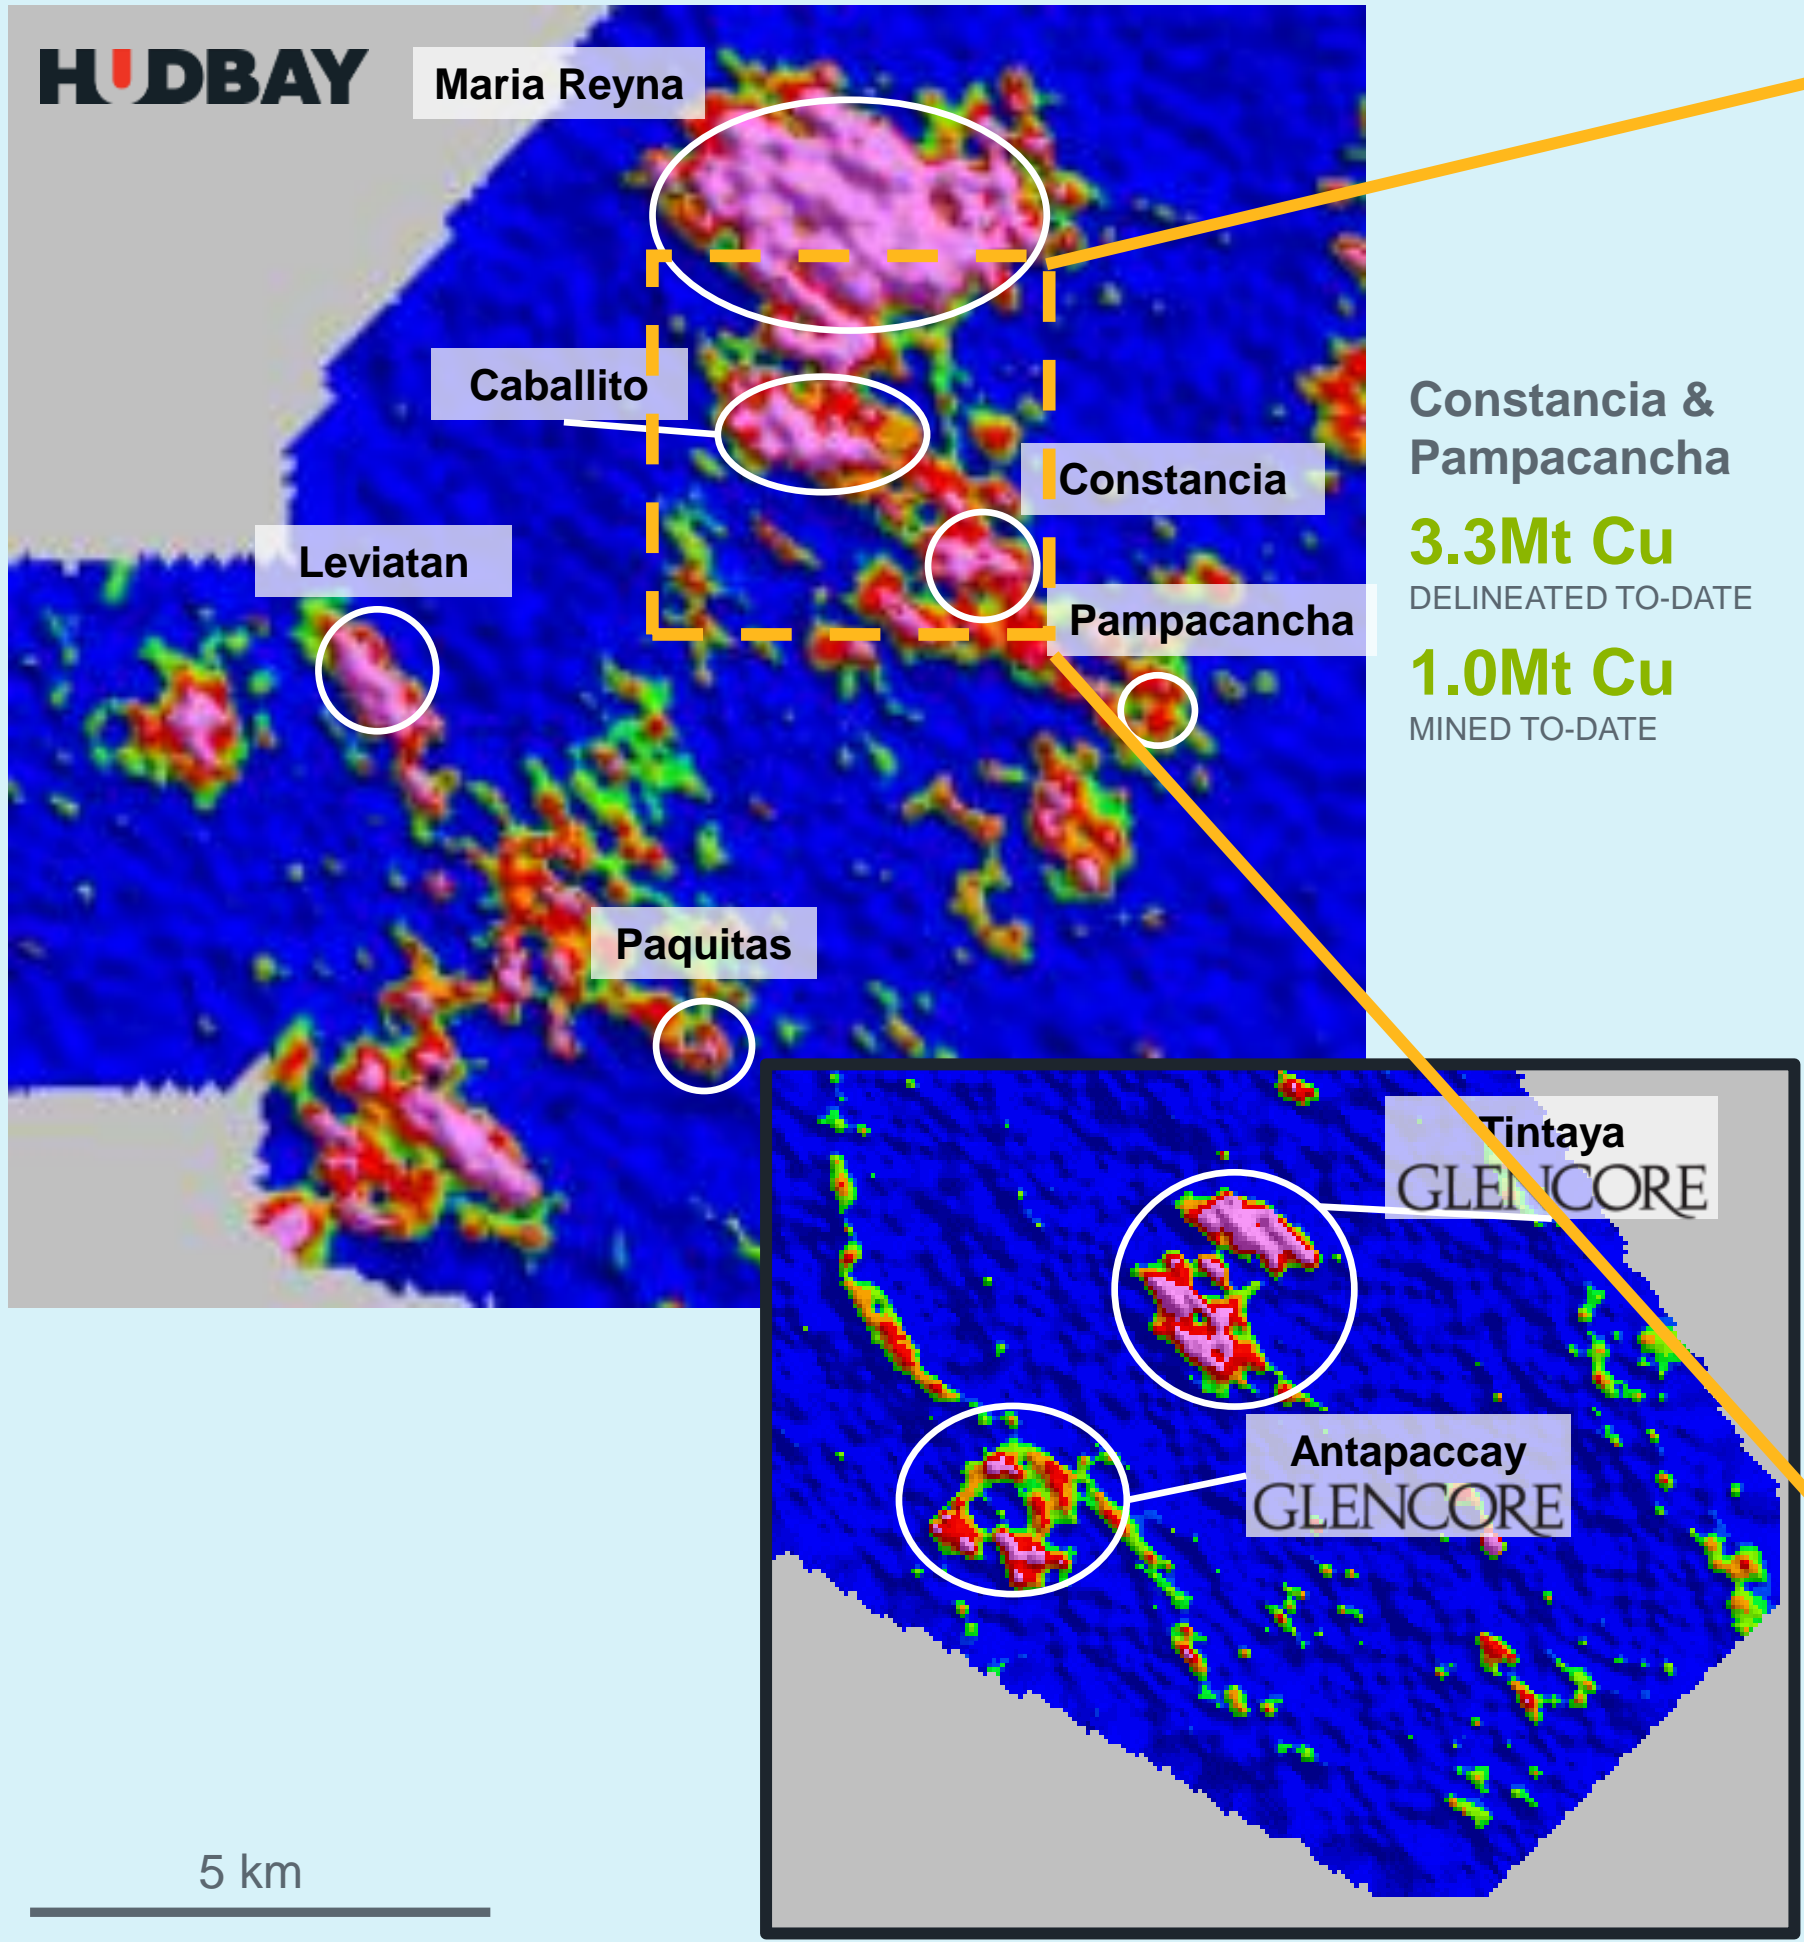 HUDBAY
Maria Reyna
Caballito
Constancia
Leviatan
Pampacancha
Paquitas
Constancia &
Pampacancha
3.3Mt Cu
DELINEATED TO-DATE
1.0Mt Cu
MINED TO-DATE
Tintaya
GLENCORE
Antapaccay
GLENCORE
5 km